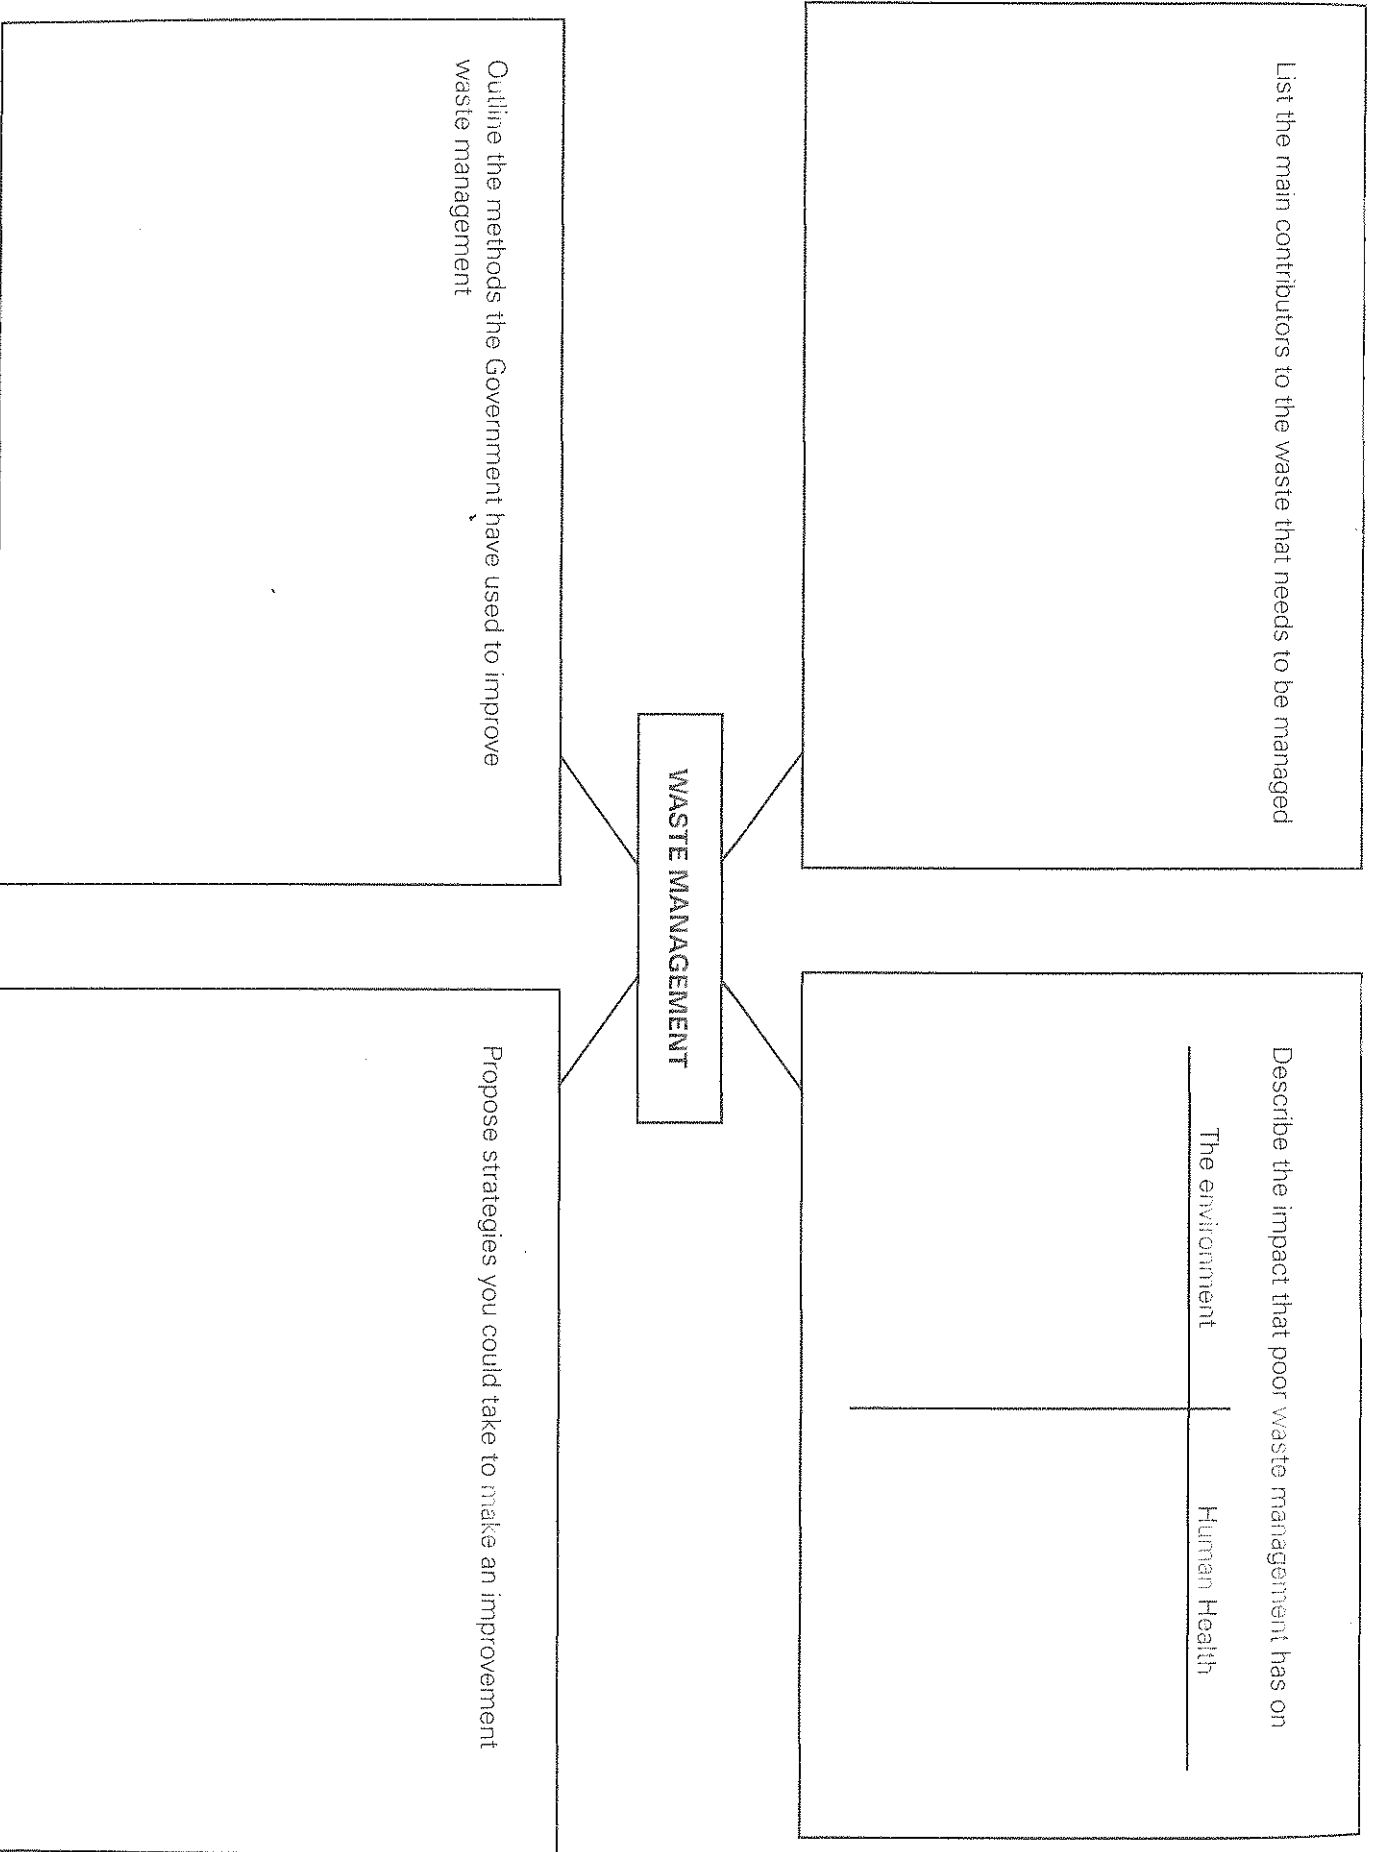 List the main contributors to the waste that needs to be managed
Describe the impact that poor waste management has on
The environment
Human Health
WASTE MANAGEMENT
Outline the methods the Government have used to improve
waste management
Propose strategies you could take to make an improvement